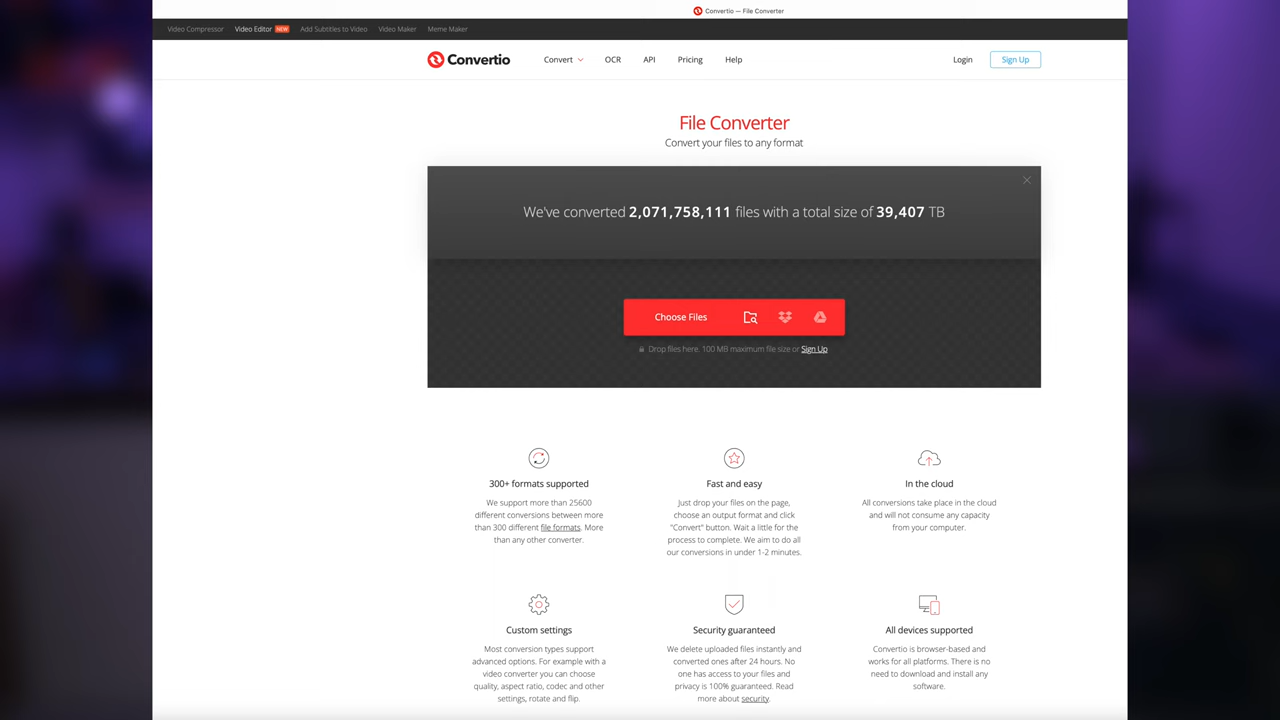 Convertio — File Converter
Video Compressor Video Editor NEW Add Subtitles to Video Video Maker Meme Maker
Convertio Convert OCR API Pricing Help Login Sign Up
File Converter
Convert your files to any format
We've converted 2,071,758,111 files with a total size of 39,407 TB
Choose Files
Drop files here. 100 MB maximum file size or Sign Up
300+ formats supported
We support more than 25600
different conversions between more
than 300 different file formats. More
than any other converter.
Fast and easy
Just drop your files on the page,
choose an output format and click
"Convert" button. Wait a little for the
process to complete. We aim to do all
our conversions in under 1-2 minutes.
In the cloud
All conversions take place in the cloud
and will not consume any capacity
from your computer.
Custom settings
Most conversion types support
advanced options. For example with a
video converter you can choose
quality, aspect ratio, codec and other
settings, rotate and flip.
Security guaranteed
We delete uploaded files instantly and
converted ones after 24 hours. No
one has access to your files and
privacy is 100% guaranteed. Read
more about security.
All devices supported
Convertio is browser-based and
works for all platforms. There is no
need to download and install any
software.